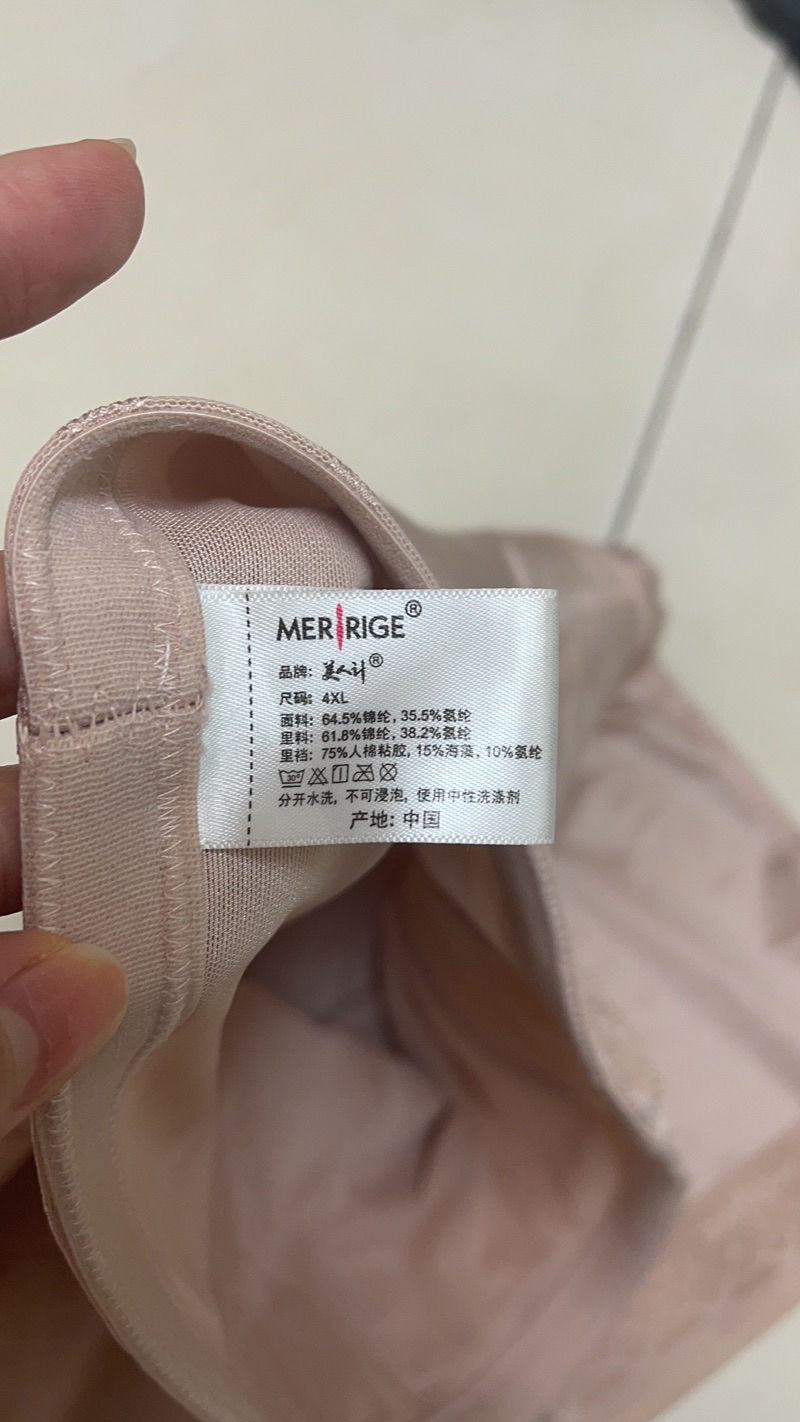 MERRIGE®
品牌: 美人计®
尺码: 4XL
面料: 64.5%锦纶, 35.5%氨纶
里料: 61.8%锦纶, 38.2%氨纶
里裆: 75%人棉粘胶, 15%海藻, 10%氨纶
30°
分开水洗, 不可浸泡, 使用中性洗涤剂
产地: 中国